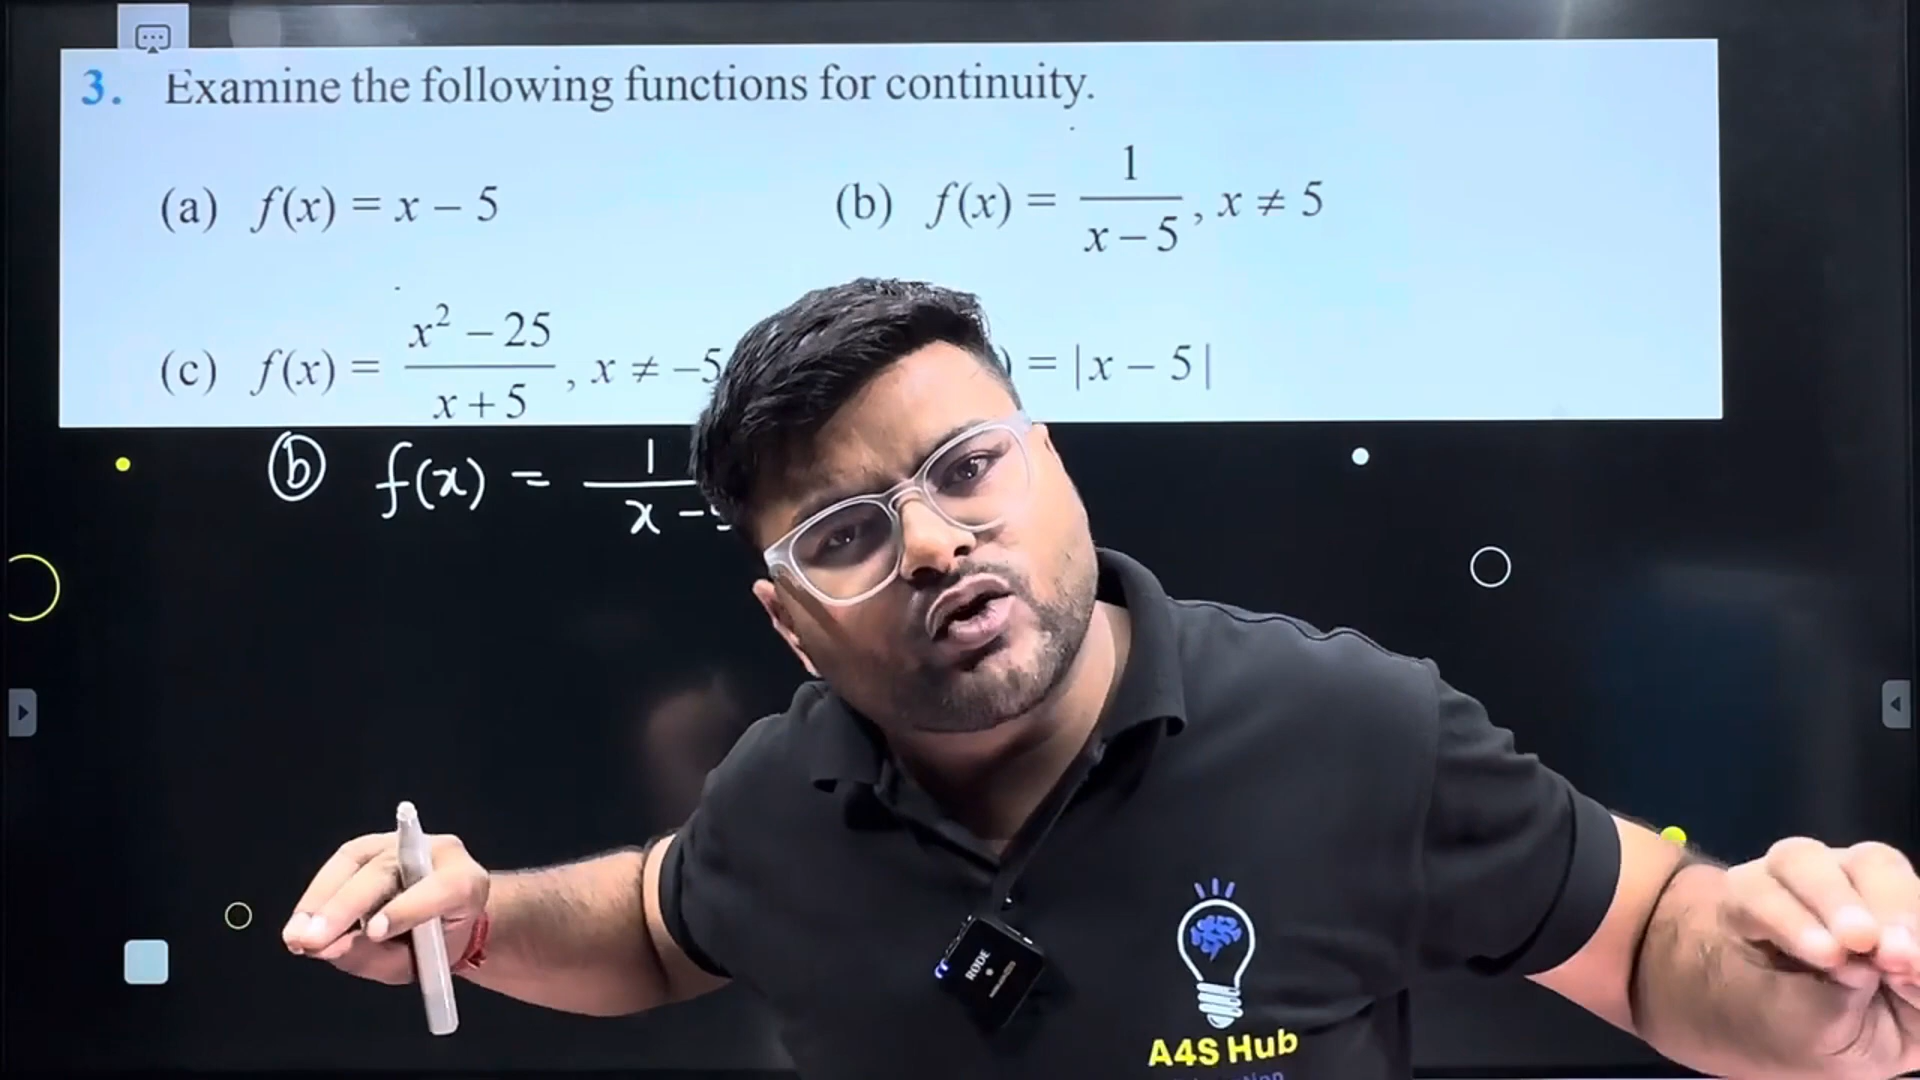 3. Examine the following functions for continuity.
(a) f(x) = x – 5 (b) f(x) = 1/(x – 5), x ≠ 5
(c) f(x) = (x² – 25)/(x + 5), x ≠ –5 ) = |x – 5|
ⓑ f(x) = 1/(x –
RODE
A4S Hub